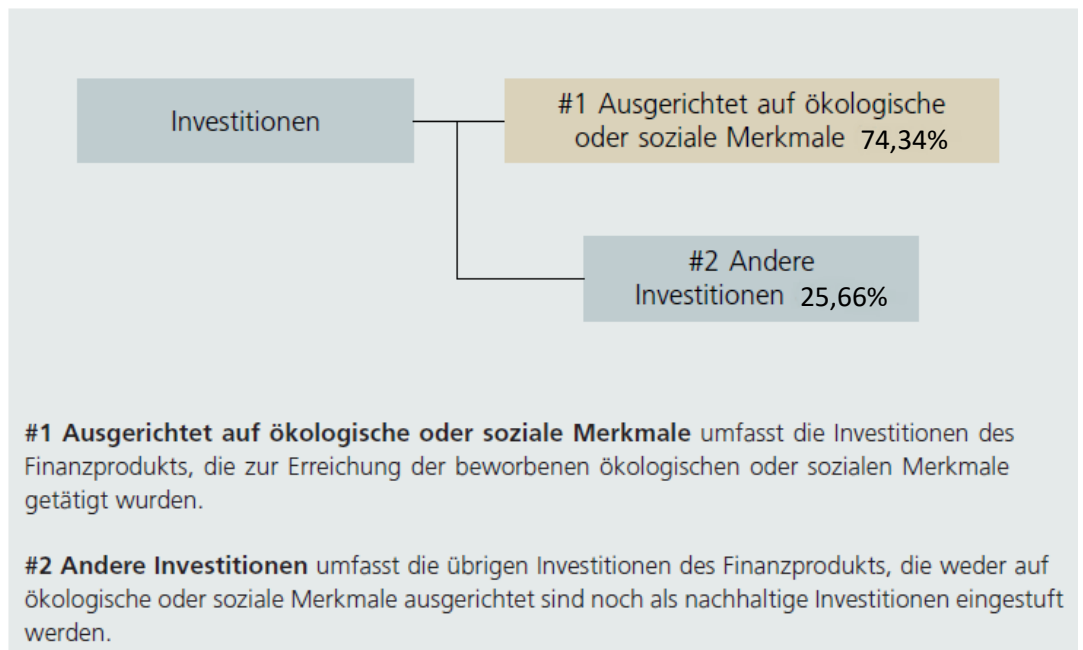 Investitionen
#1 Ausgerichtet auf ökologische
oder soziale Merkmale 74,34%
#2 Andere
Investitionen 25,66%
#1 Ausgerichtet auf ökologische oder soziale Merkmale umfasst die Investitionen des
Finanzprodukts, die zur Erreichung der beworbenen ökologischen oder sozialen Merkmale
getätigt wurden.
#2 Andere Investitionen umfasst die übrigen Investitionen des Finanzprodukts, die weder auf
ökologische oder soziale Merkmale ausgerichtet sind noch als nachhaltige Investitionen eingestuft
werden.